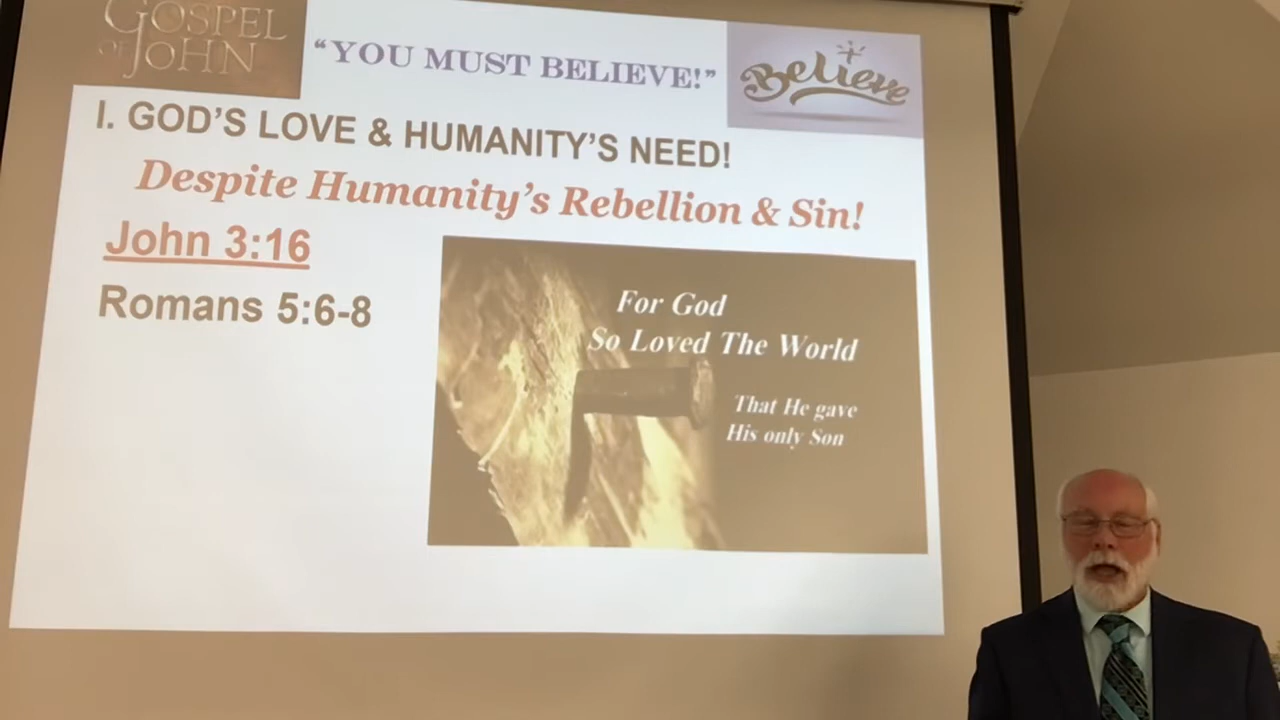 GOSPEL
OF JOHN
“YOU MUST BELIEVE!”
Believe
I. GOD’S LOVE & HUMANITY’S NEED!
Despite Humanity’s Rebellion & Sin!
John 3:16
Romans 5:6-8
For God
So Loved The World
That He gave
His only Son